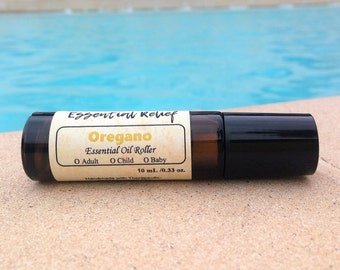 Essential Relief
Oregano
Essential Oil Roller
O Adult O Child O Baby
10 mL /0.33 oz.